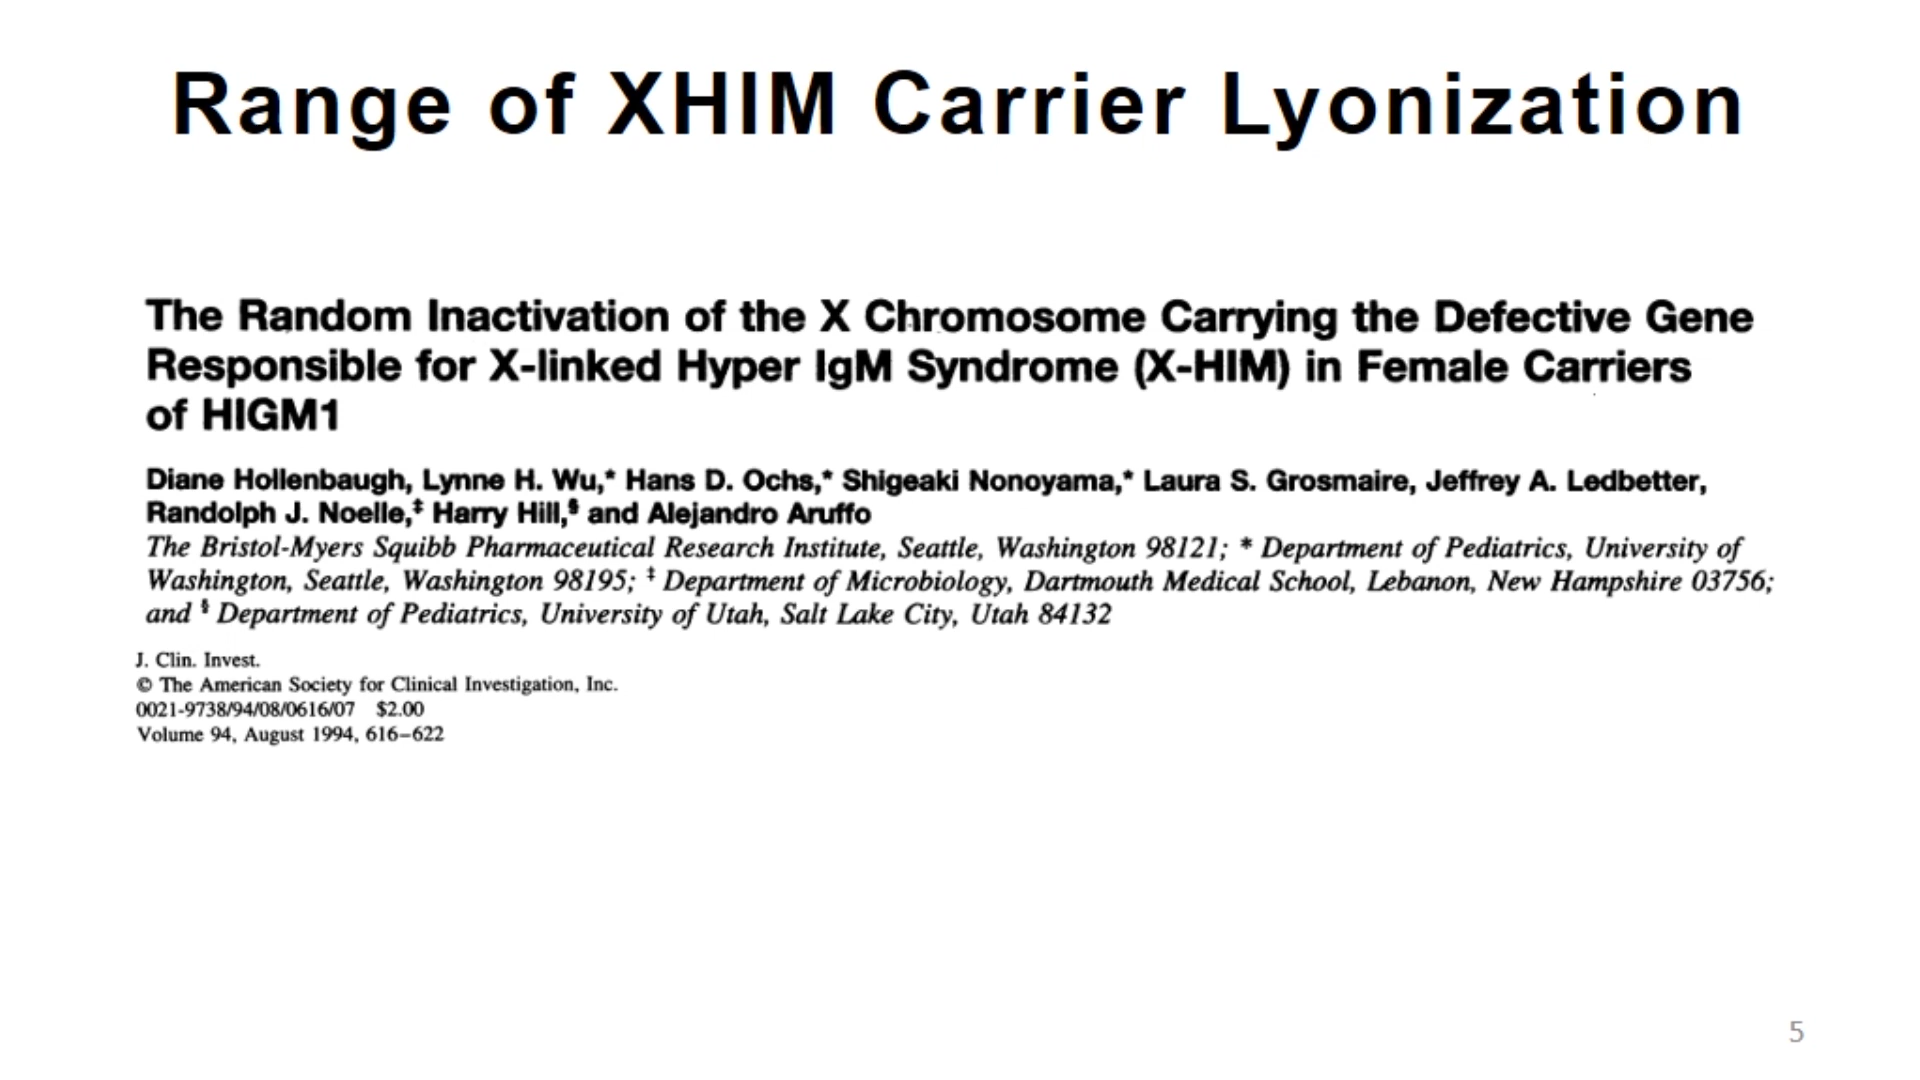 Range of XHIM Carrier Lyonization
The Random Inactivation of the X Chromosome Carrying the Defective Gene
Responsible for X-linked Hyper IgM Syndrome (X-HIM) in Female Carriers
of HIGM1
Diane Hollenbaugh, Lynne H. Wu,* Hans D. Ochs,* Shigeaki Nonoyama,* Laura S. Grosmaire, Jeffrey A. Ledbetter,
Randolph J. Noelle,‡ Harry Hill,§ and Alejandro Aruffo
The Bristol-Myers Squibb Pharmaceutical Research Institute, Seattle, Washington 98121; * Department of Pediatrics, University of
Washington, Seattle, Washington 98195; ‡ Department of Microbiology, Dartmouth Medical School, Lebanon, New Hampshire 03756;
and § Department of Pediatrics, University of Utah, Salt Lake City, Utah 84132
J. Clin. Invest.
© The American Society for Clinical Investigation, Inc.
0021-9738/94/08/0616/07 $2.00
Volume 94, August 1994, 616–622
5